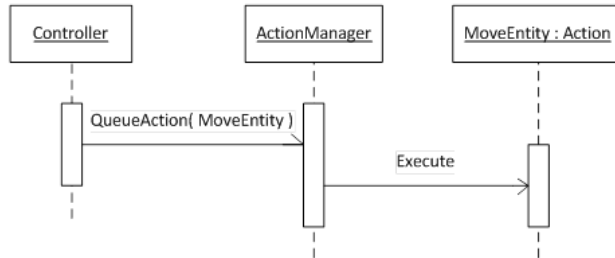 Controller
ActionManager
MoveEntity : Action
QueueAction( MoveEntity )
Execute